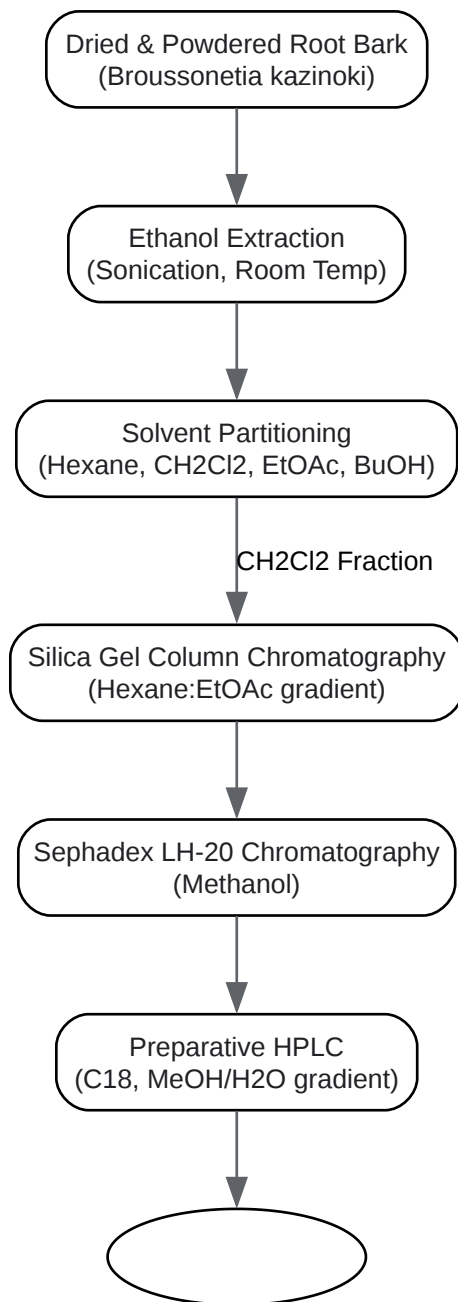 Dried & Powdered Root Bark
(Broussonetia kazinoki)
Ethanol Extraction
(Sonication, Room Temp)
Solvent Partitioning
(Hexane, CH2Cl2, EtOAc, BuOH)
CH2Cl2 Fraction
Silica Gel Column Chromatography
(Hexane:EtOAc gradient)
Sephadex LH-20 Chromatography
(Methanol)
Preparative HPLC
(C18, MeOH/H2O gradient)